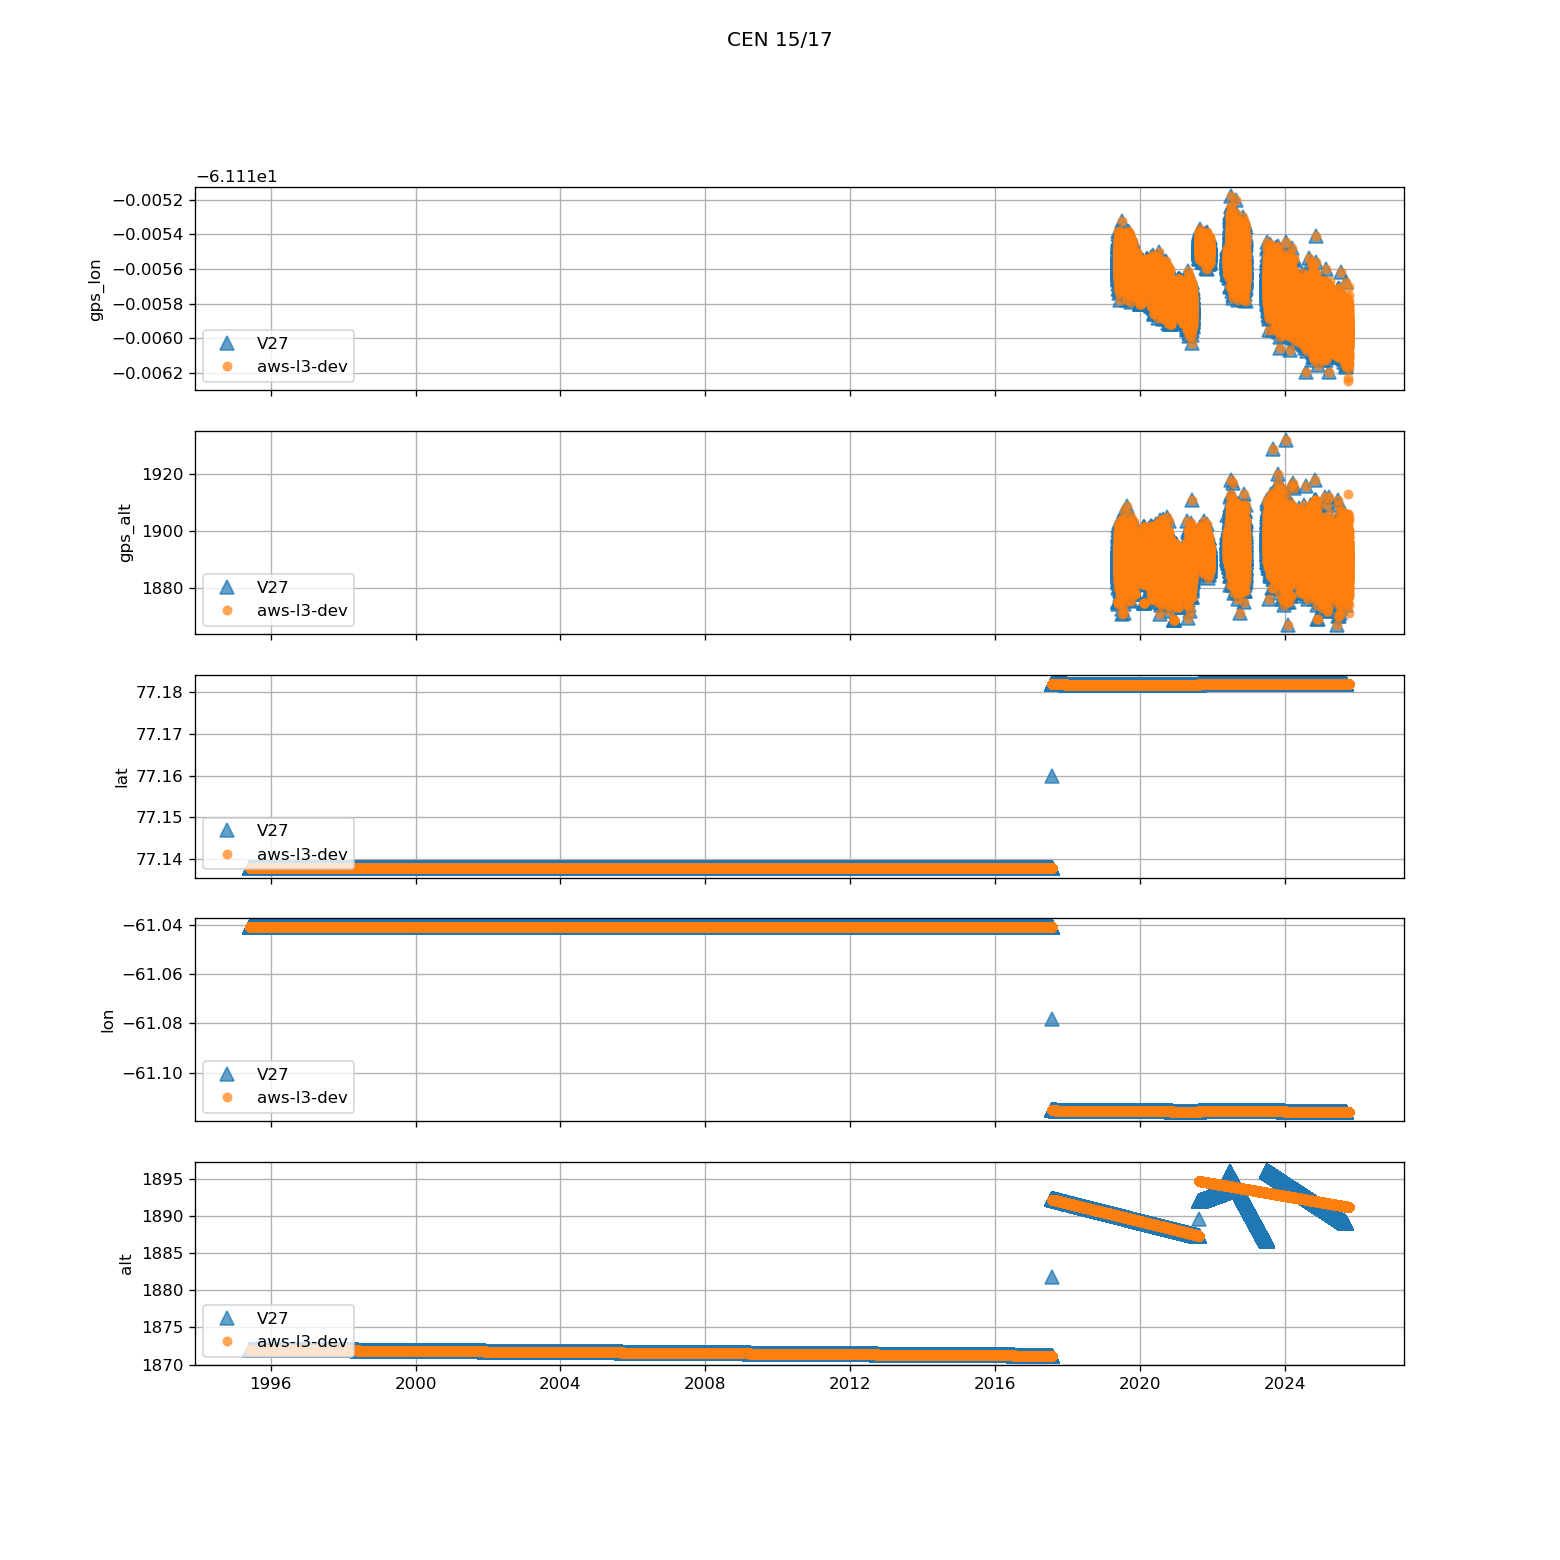 CEN 15/17
−6.111e1
−0.0052
−0.0054
−0.0056
−0.0058
−0.0060
−0.0062
gps_lon
V27
aws-l3-dev
1920
1900
1880
gps_alt
V27
aws-l3-dev
77.18
77.17
77.16
77.15
77.14
lat
V27
aws-l3-dev
−61.04
−61.06
−61.08
−61.10
lon
V27
aws-l3-dev
1895
1890
1885
1880
1875
1870
alt
V27
aws-l3-dev
1996 2000 2004 2008 2012 2016 2020 2024